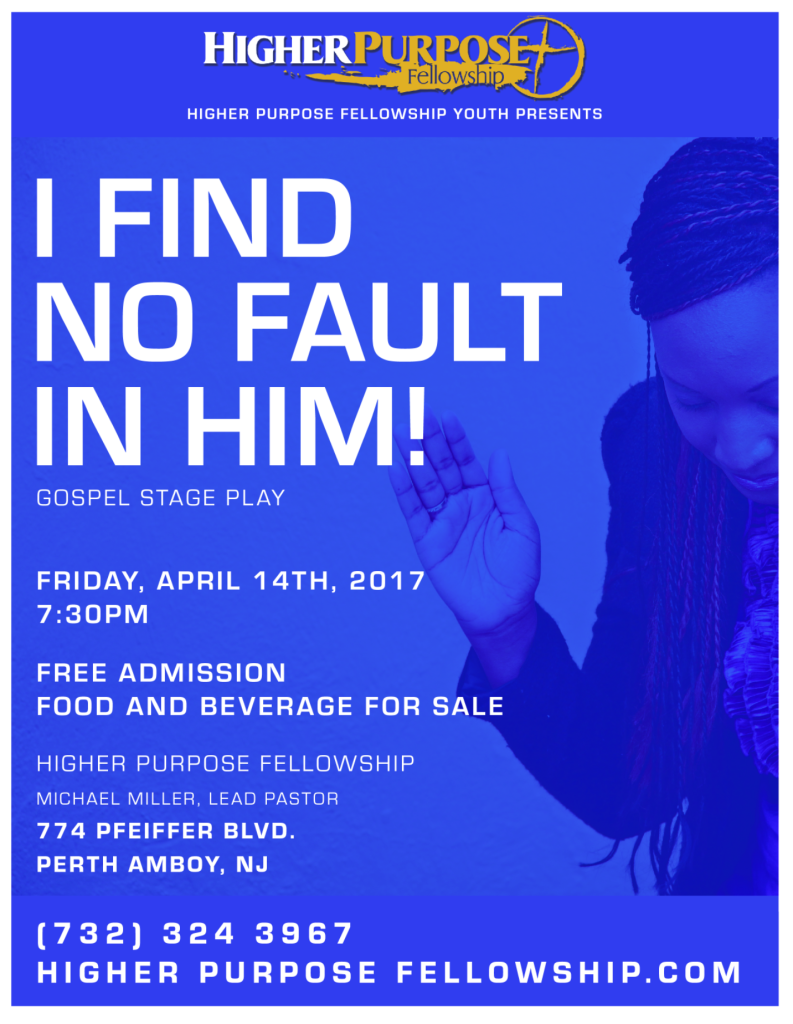 HIGHERPURPOSE
Fellowship
HIGHER PURPOSE FELLOWSHIP YOUTH PRESENTS
I FIND
NO FAULT
IN HIM!
GOSPEL STAGE PLAY
FRIDAY, APRIL 14TH, 2017
7:30PM
FREE ADMISSION
FOOD AND BEVERAGE FOR SALE
HIGHER PURPOSE FELLOWSHIP
MICHAEL MILLER, LEAD PASTOR
774 PFEIFFER BLVD.
PERTH AMBOY, NJ
(732) 324 3967
HIGHER PURPOSE FELLOWSHIP.COM